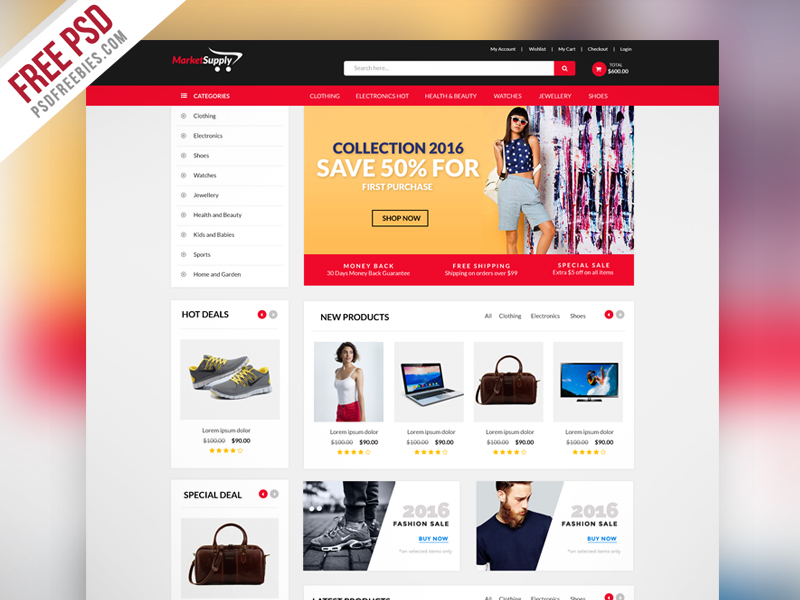 FREE PSD
PSDFREEBIES.COM
My Account | Wishlist | My Cart | Checkout | Login
MarketSupply
Search here...
TOTAL
$600.00
CATEGORIES
CLOTHING ELECTRONICS HOT HEALTH & BEAUTY WATCHES JEWELLERY SHOES
Clothing
Electronics
Shoes
Watches
Jewellery
Health and Beauty
Kids and Babies
Sports
Home and Garden
COLLECTION 2016
SAVE 50% FOR
FIRST PURCHASE
SHOP NOW
MONEY BACK
30 Days Money Back Guarantee
FREE SHIPPING
Shipping on orders over $99
SPECIAL SALE
Extra $5 off on all items
HOT DEALS
Lorem ipsum dolor
$100.00 $90.00
NEW PRODUCTS
All Clothing Electronics Shoes
Lorem ipsum dolor
$100.00 $90.00
Lorem ipsum dolor
$100.00 $90.00
Lorem ipsum dolor
$100.00 $90.00
Lorem ipsum dolor
$100.00 $90.00
SPECIAL DEAL
2016
FASHION SALE
BUY NOW
*on selected items only
2016
FASHION SALE
BUY NOW
*on selected items only
LATEST PRODUCTS
All Clothing Electronics Shoes